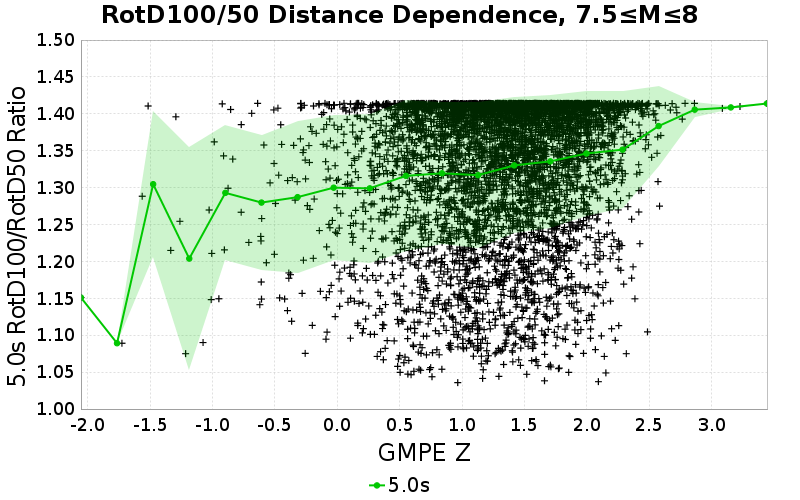 RotD100/50 Distance Dependence, 7.5≤M≤8
5.0s RotD100/RotD50 Ratio
1.50
1.45
1.40
1.35
1.30
1.25
1.20
1.15
1.10
1.05
1.00
-2.0 -1.5 -1.0 -0.5 0.0 0.5 1.0 1.5 2.0 2.5 3.0
GMPE Z
5.0s